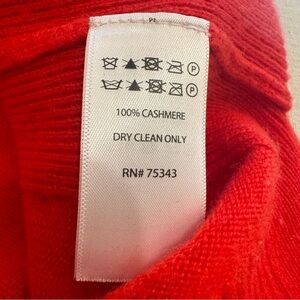 P
P
100% CASHMERE
DRY CLEAN ONLY
RN# 75343